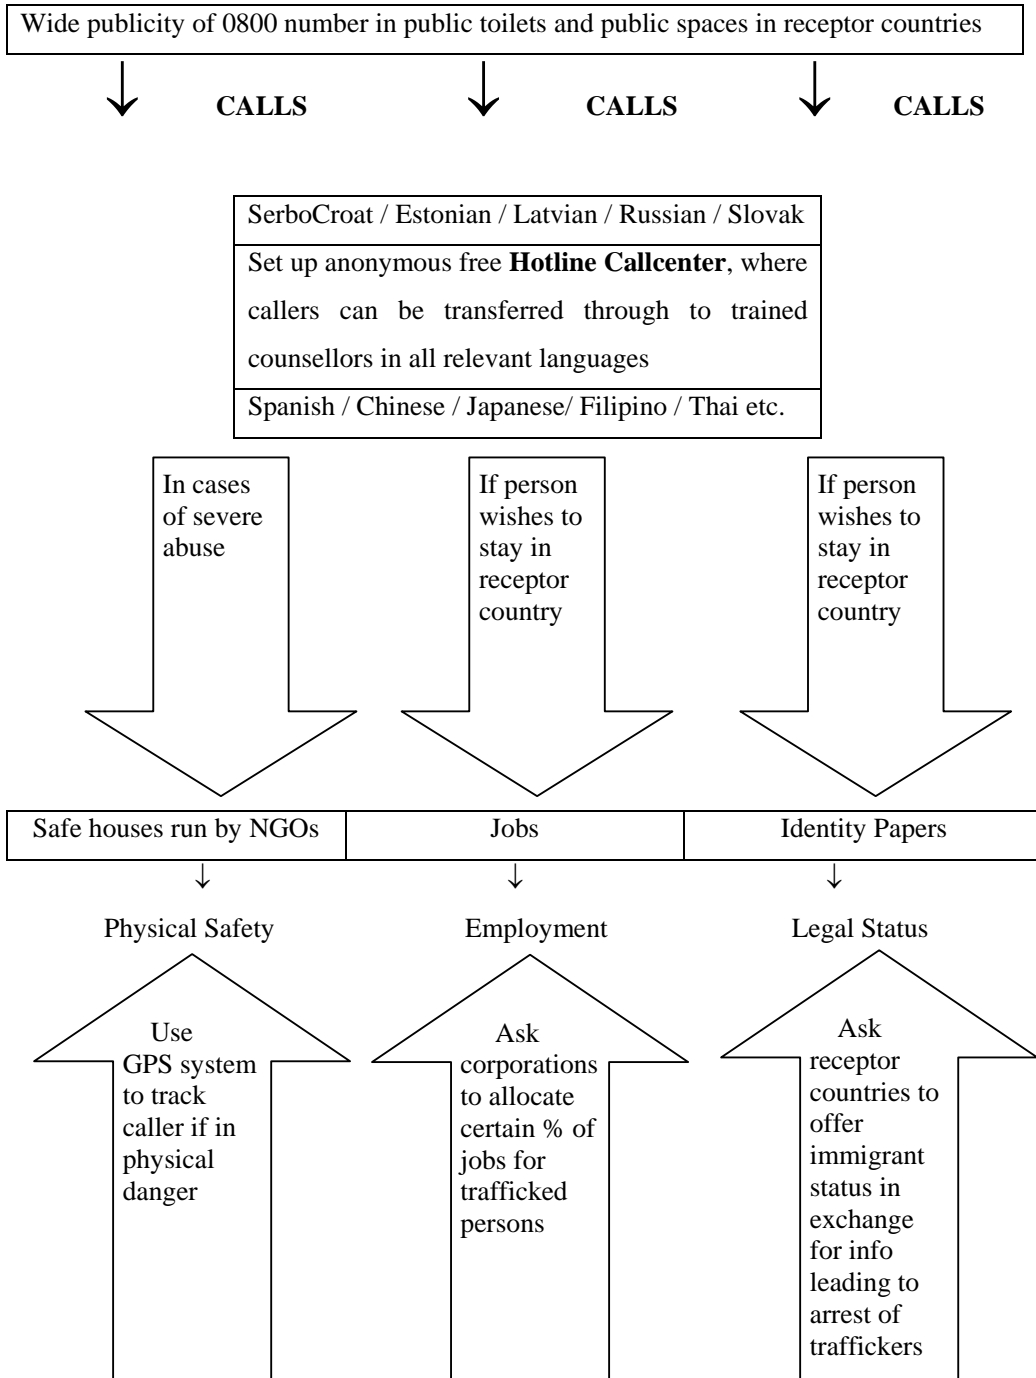 Wide publicity of 0800 number in public toilets and public spaces in receptor countries
CALLS
CALLS
CALLS
SerboCroat / Estonian / Latvian / Russian / Slovak
Set up anonymous free Hotline Callcenter, where
callers can be transferred through to trained
counsellors in all relevant languages
Spanish / Chinese / Japanese/ Filipino / Thai etc.
In cases
of severe
abuse
If person
wishes to
stay in
receptor
country
If person
wishes to
stay in
receptor
country
Safe houses run by NGOs
Jobs
Identity Papers
Physical Safety
Employment
Legal Status
Use
GPS system
to track
caller if in
physical
danger
Ask
corporations
to allocate
certain % of
jobs for
trafficked
persons
Ask
receptor
countries to
offer
immigrant
status in
exchange
for info
leading to
arrest of
traffickers